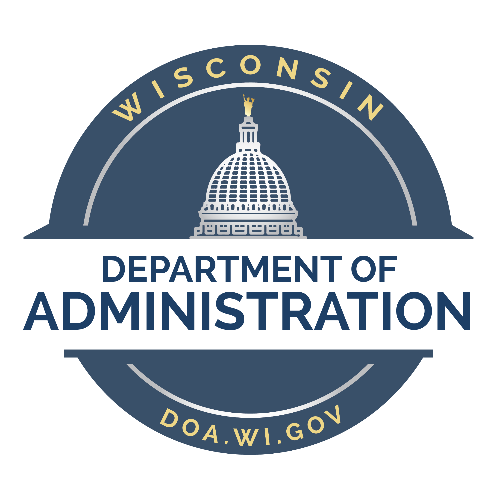 WISCONSIN
DEPARTMENT OF
ADMINISTRATION
DOA.WI.GOV